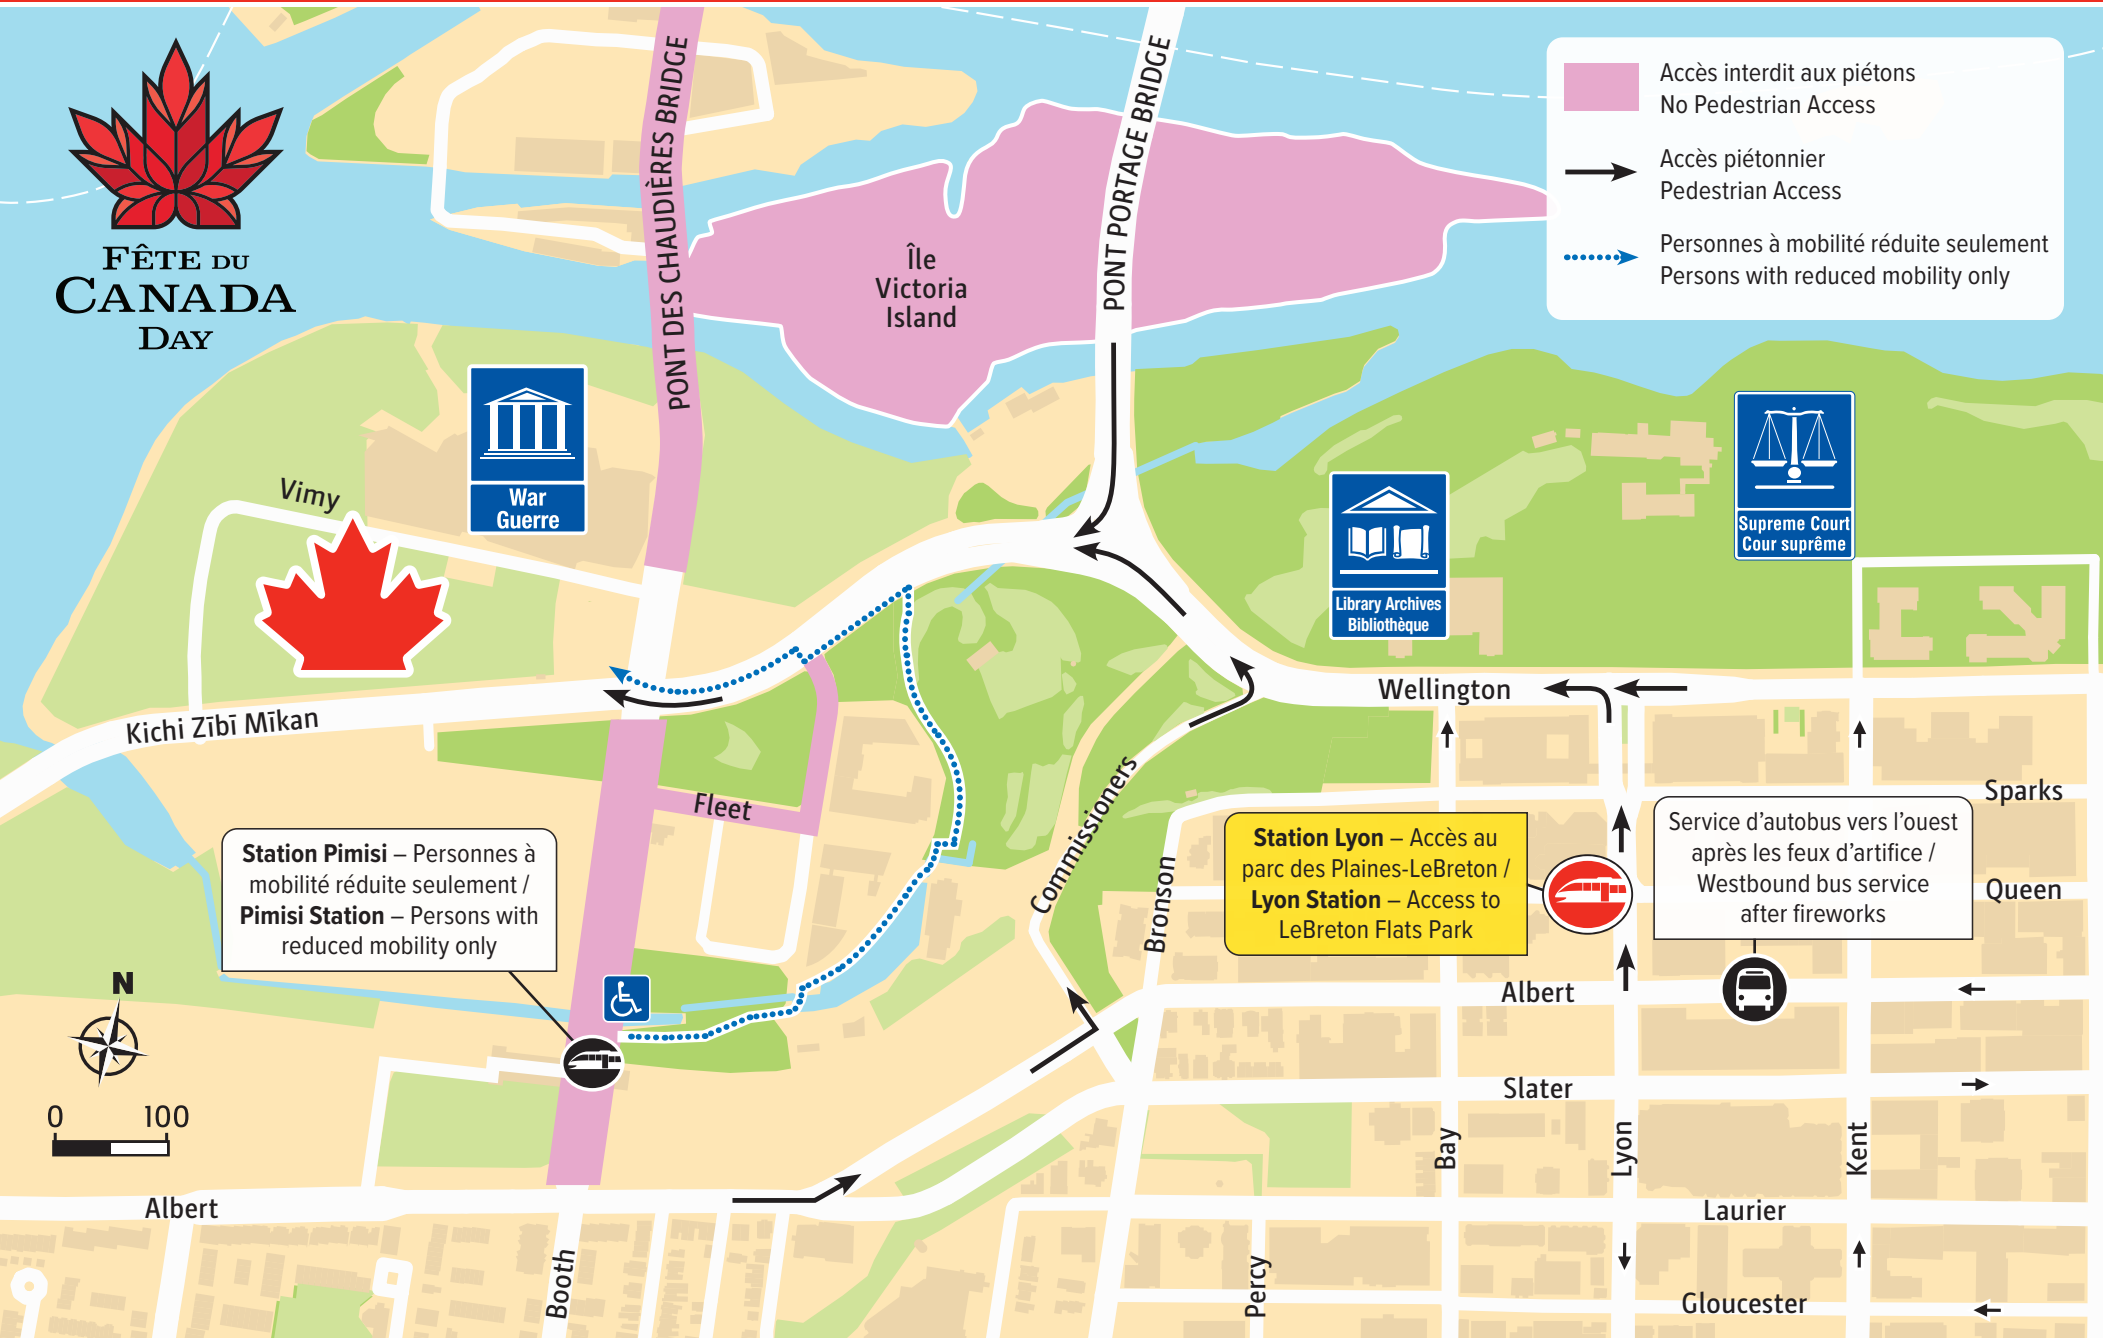 FÊTE DU
CANADA
DAY
PONT DES CHAUDIÈRES BRIDGE
PONT PORTAGE BRIDGE
Île
Victoria
Island
Accès interdit aux piétons
No Pedestrian Access
Accès piétonnier
Pedestrian Access
Personnes à mobilité réduite seulement
Persons with reduced mobility only
War
Guerre
Vimy
Library Archives
Bibliothèque
Supreme Court
Cour suprême
Kichi Zībī Mīkan
Wellington
Fleet
Commissioners
Bronson
Sparks
Queen
Station Pimisi – Personnes à
mobilité réduite seulement /
Pimisi Station – Persons with
reduced mobility only
Station Lyon – Accès au
parc des Plaines-LeBreton /
Lyon Station – Access to
LeBreton Flats Park
Service d'autobus vers l'ouest
après les feux d'artifice /
Westbound bus service
after fireworks
N
0 100
Albert
Slater
Bay
Lyon
Kent
Albert
Laurier
Booth
Percy
Gloucester